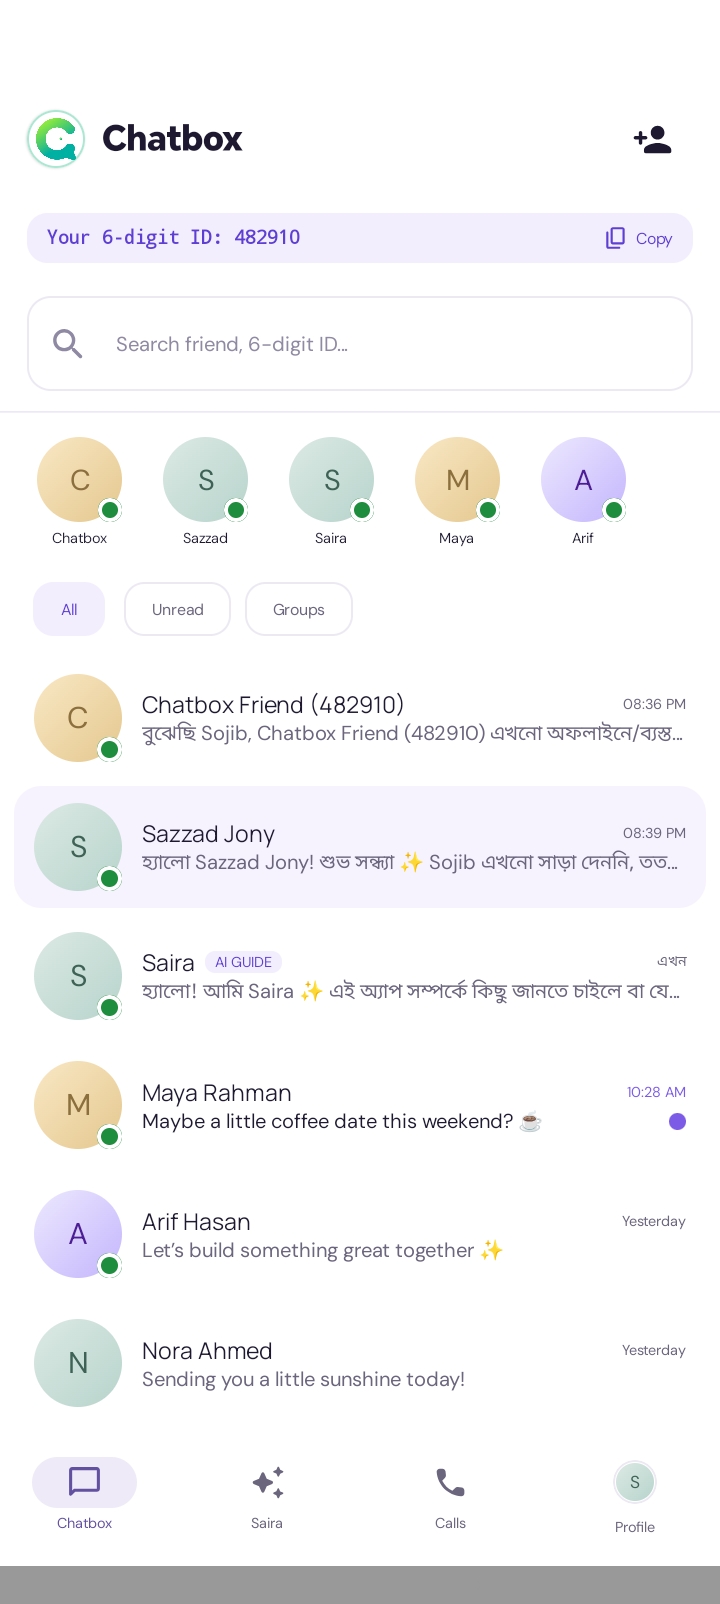 Chatbox
Your 6-digit ID: 482910
Copy
Search friend, 6-digit ID...
C
S
S
M
A
Chatbox
Sazzad
Saira
Maya
Arif
All
Unread
Groups
C
Chatbox Friend (482910)
08:36 PM
বুঝেছি Sojib, Chatbox Friend (482910) এখনো অফলাইনে/ব্যস্ত...
S
Sazzad Jony
08:39 PM
হ্যালো Sazzad Jony! শুভ সন্ধ্যা ✨ Sojib এখনো সাড়া দেননি, তত...
S
Saira
AI GUIDE
এখন
হ্যালো! আমি Saira ✨ এই অ্যাপ সম্পর্কে কিছু জানতে চাইলে বা যে...
M
Maya Rahman
10:28 AM
Maybe a little coffee date this weekend? ☕
A
Arif Hasan
Yesterday
Let's build something great together ✨
N
Nora Ahmed
Yesterday
Sending you a little sunshine today!
S
Chatbox
Saira
Calls
Profile